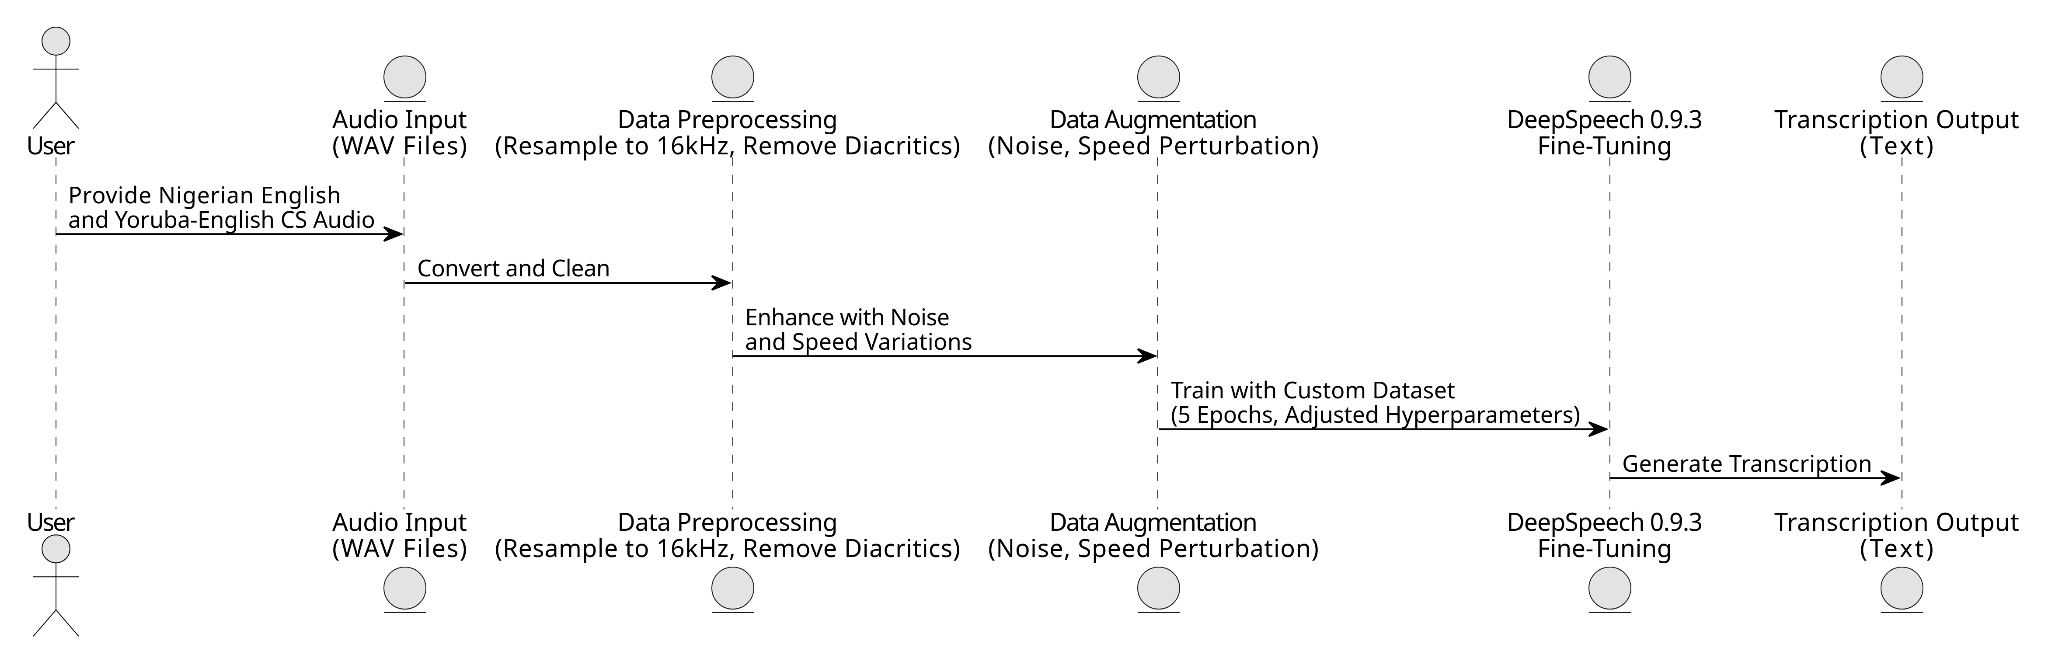 User
Audio Input
(WAV Files)
Data Preprocessing
(Resample to 16kHz, Remove Diacritics)
Data Augmentation
(Noise, Speed Perturbation)
DeepSpeech 0.9.3
Fine-Tuning
Transcription Output
(Text)
Provide Nigerian English
and Yoruba-English CS Audio
Convert and Clean
Enhance with Noise
and Speed Variations
Train with Custom Dataset
(5 Epochs, Adjusted Hyperparameters)
Generate Transcription
User
Audio Input
(WAV Files)
Data Preprocessing
(Resample to 16kHz, Remove Diacritics)
Data Augmentation
(Noise, Speed Perturbation)
DeepSpeech 0.9.3
Fine-Tuning
Transcription Output
(Text)